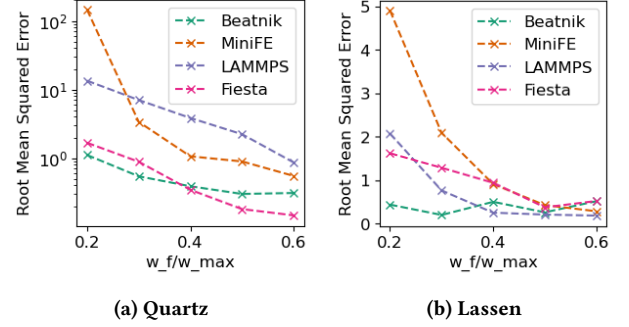 Root Mean Squared Error
10²
10¹
10⁰
Beatnik
MiniFE
LAMMPS
Fiesta
0.2
0.4
0.6
w_f/w_max
(a) Quartz
Root Mean Squared Error
5
4
3
2
1
0
Beatnik
MiniFE
LAMMPS
Fiesta
0.2
0.4
0.6
w_f/w_max
(b) Lassen